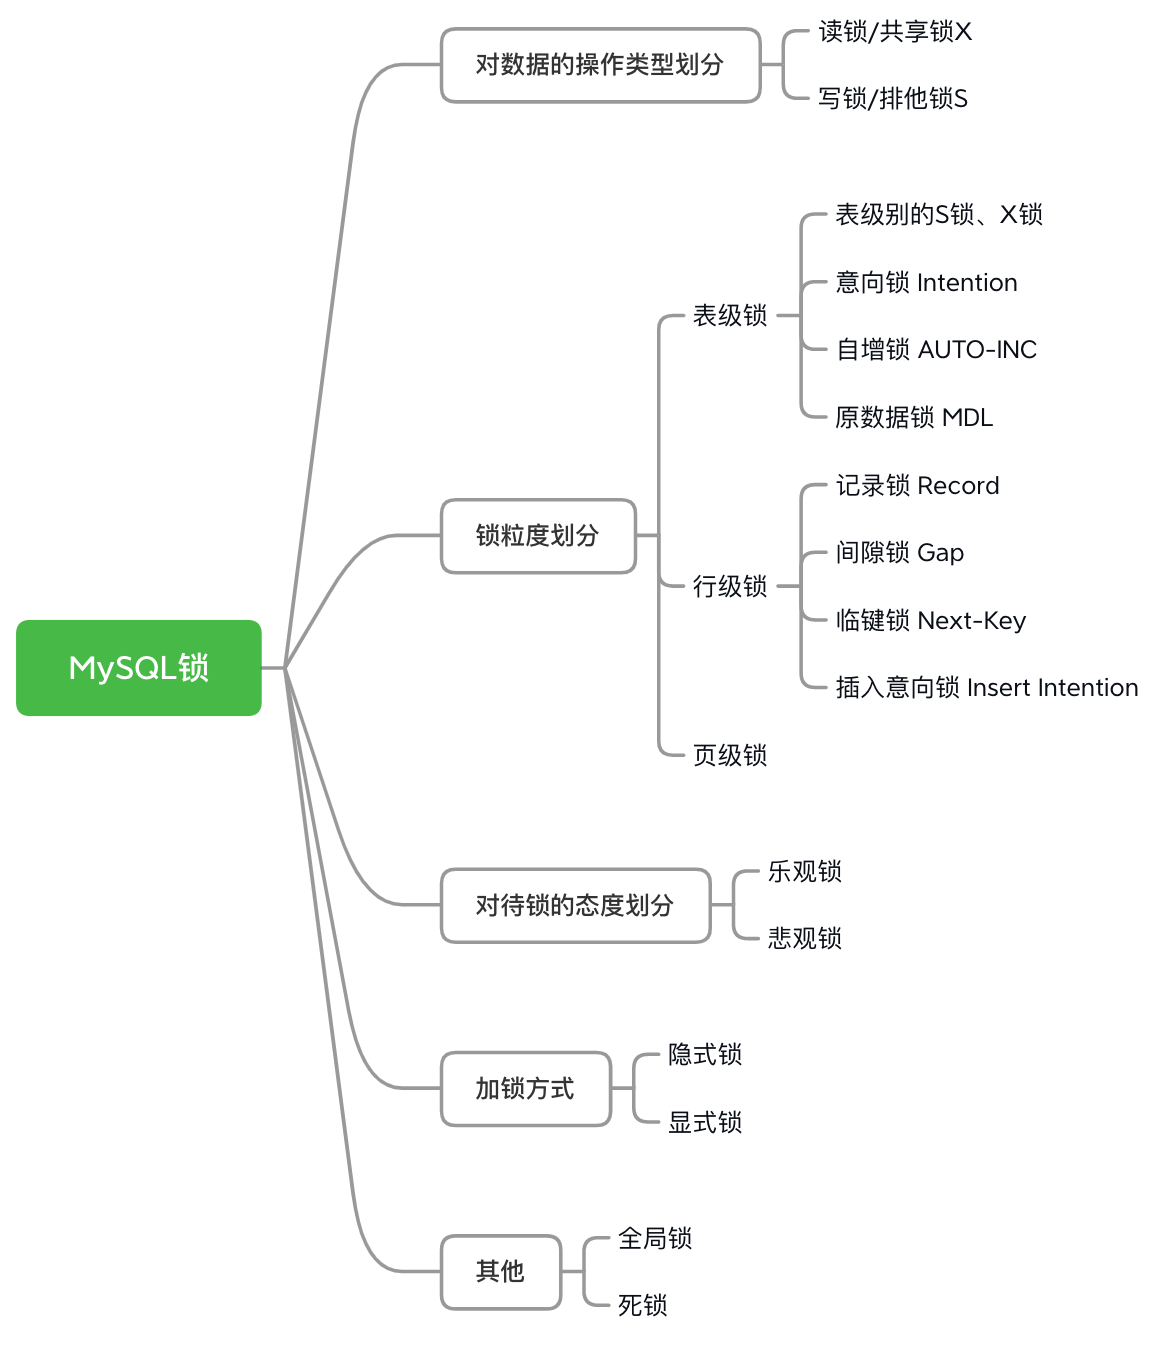 MySQL锁
对数据的操作类型划分
读锁/共享锁X
写锁/排他锁S
锁粒度划分
表级锁
表级别的S锁、X锁
意向锁 Intention
自增锁 AUTO-INC
原数据锁 MDL
行级锁
记录锁 Record
间隙锁 Gap
临键锁 Next-Key
插入意向锁 Insert Intention
页级锁
对待锁的态度划分
乐观锁
悲观锁
加锁方式
隐式锁
显式锁
其他
全局锁
死锁